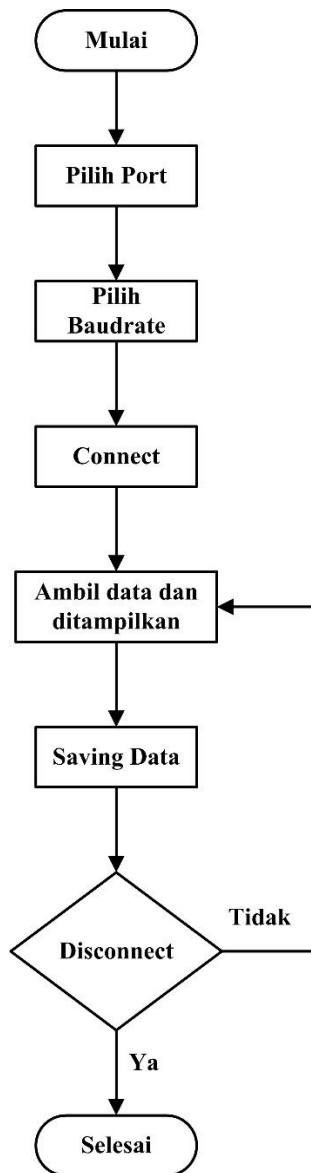 Mulai
Pilih Port
Pilih
Baudrate
Connect
Ambil data dan
ditampilkan
Saving Data
Disconnect
Tidak
Ya
Selesai